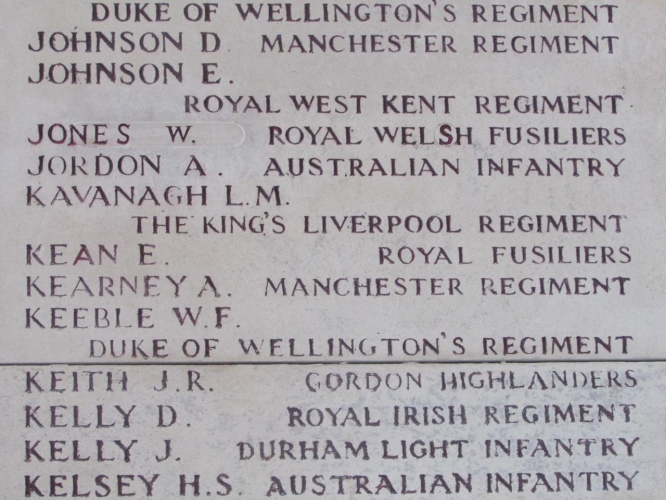 DUKE OF WELLINGTON'S REGIMENT
JOHNSON D. MANCHESTER REGIMENT
JOHNSON E.
ROYAL WEST KENT REGIMENT.
JONES W. ROYAL WELSH FUSILIERS
JORDON A. AUSTRALIAN INFANTRY
KAVANAGH L.M.
THE KING'S LIVERPOOL REGIMENT
KEAN E. ROYAL FUSILIERS
KEARNEY A. MANCHESTER REGIMENT
KEEBLE W.F.
DUKE OF WELLINGTON'S REGIMENT
KEITH J.R. GORDON HIGHLANDERS
KELLY D. ROYAL IRISH REGIMENT
KELLY J. DURHAM LIGHT INFANTRY
KELSEY H.S. AUSTRALIAN INFANTRY